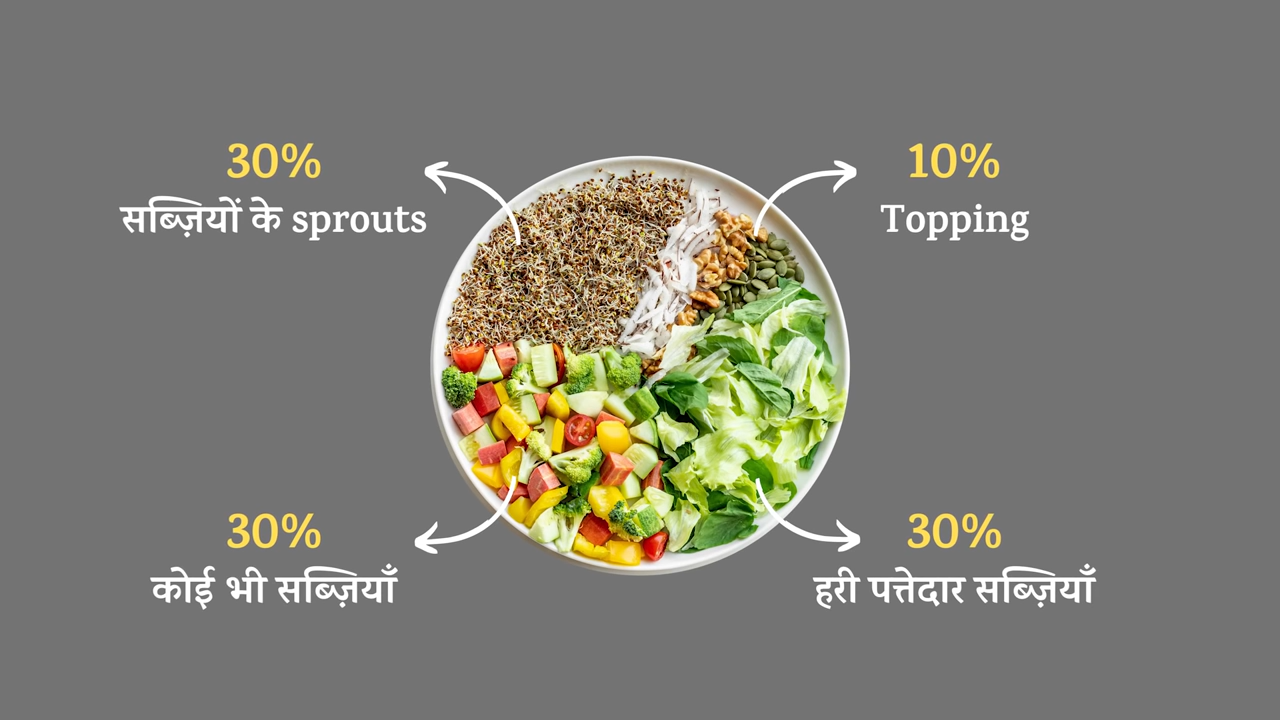 30%
सब्ज़ियों के sprouts
10%
Topping
30%
कोई भी सब्ज़ियाँ
30%
हरी पत्तेदार सब्ज़ियाँ